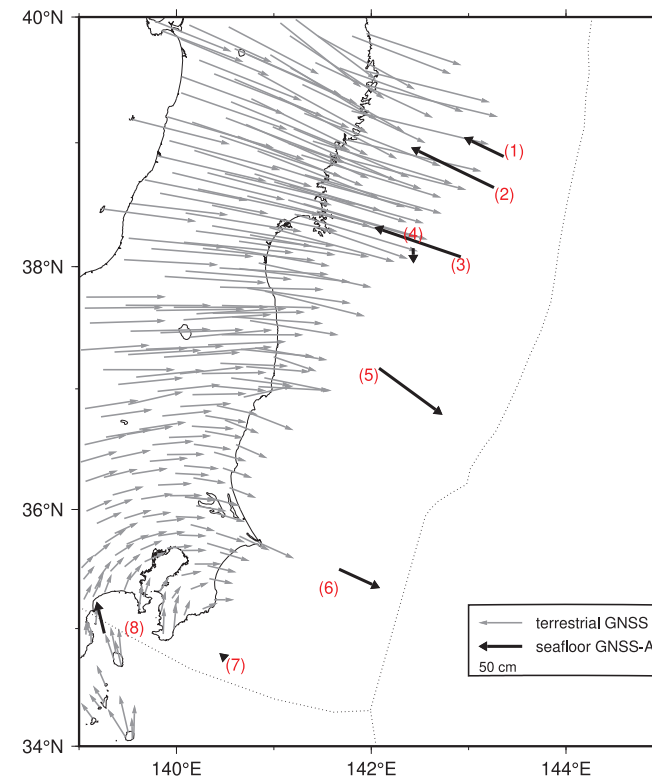 40°N
(1)
(2)
(4)
(3)
38°N
(5)
36°N
(6)
terrestrial GNSS
(8)
seafloor GNSS-A
(7)
50 cm
34°N
140°E
142°E
144°E